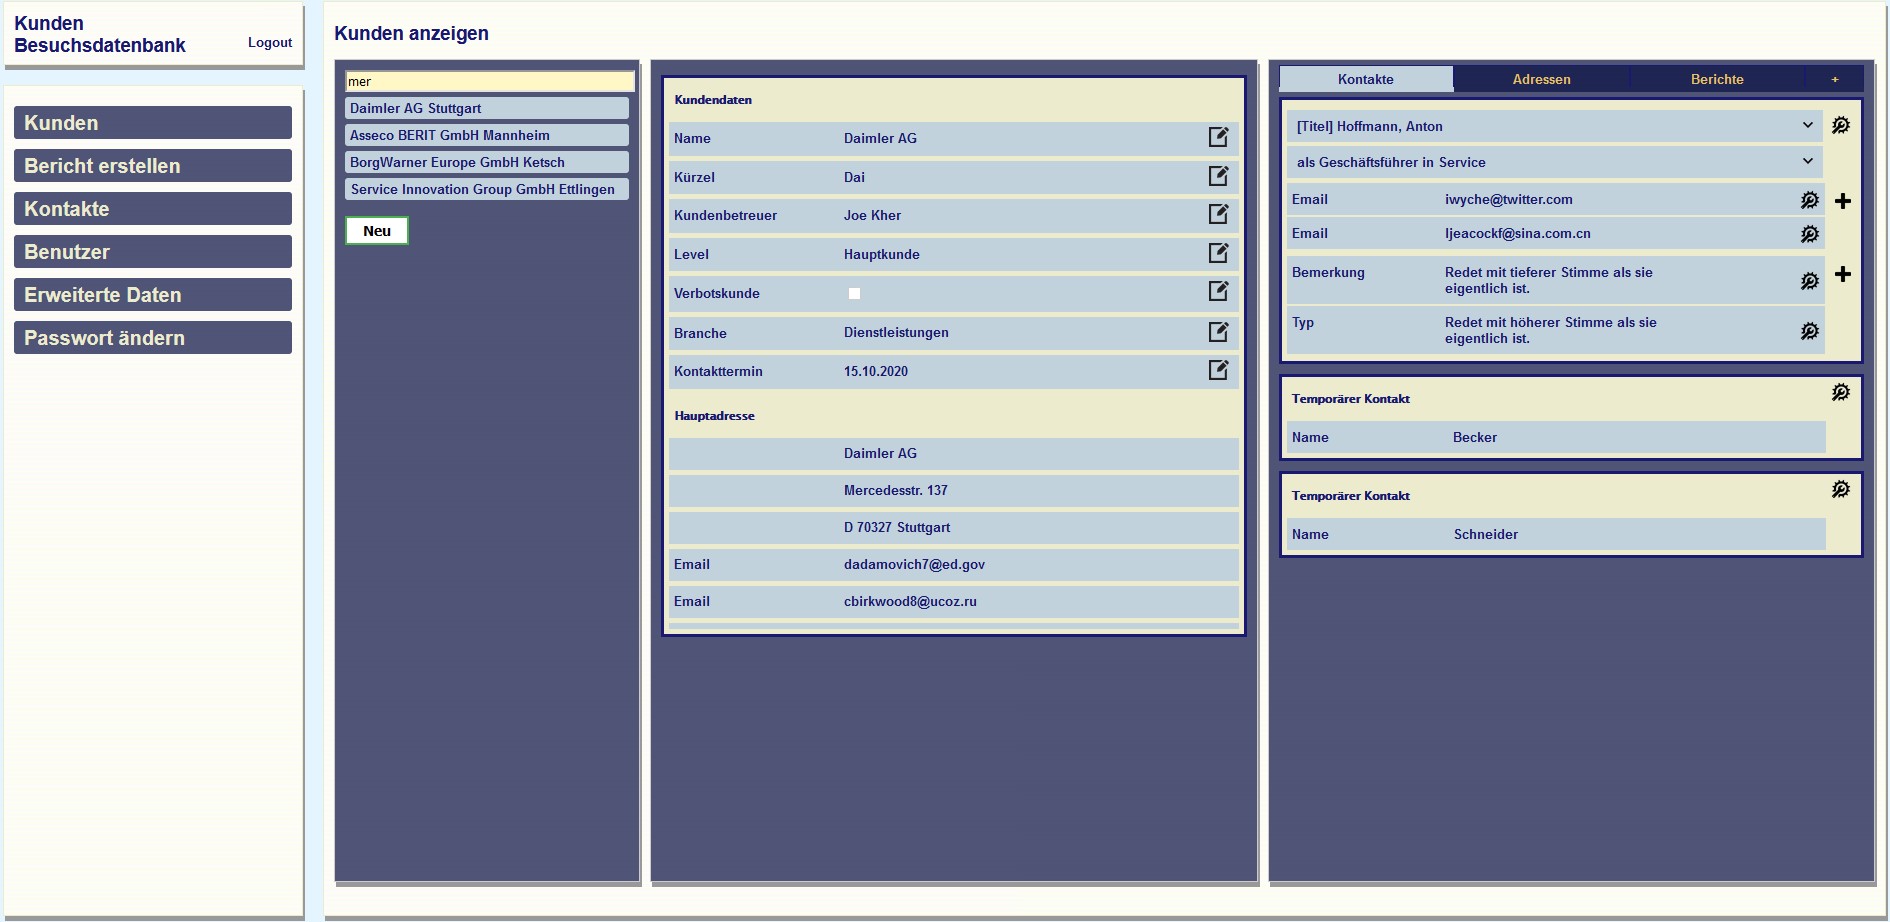 Kunden
Besuchsdatenbank
Logout
Kunden
Bericht erstellen
Kontakte
Benutzer
Erweiterte Daten
Passwort ändern
Kunden anzeigen
mer
Daimler AG Stuttgart
Asseco BERIT GmbH Mannheim
BorgWarner Europe GmbH Ketsch
Service Innovation Group GmbH Ettlingen
Neu
Kundendaten
Name Daimler AG
Kürzel Dai
Kundenbetreuer Joe Kher
Level Hauptkunde
Verbotskunde
Branche Dienstleistungen
Kontakttermin 15.10.2020
Hauptadresse
Daimler AG
Mercedesstr. 137
D 70327 Stuttgart
Email dadamovich7@ed.gov
Email cbirkwood8@ucoz.ru
Kontakte Adressen Berichte +
[Titel] Hoffmann, Anton
als Geschäftsführer in Service
Email iwyche@twitter.com
Email ljeacockf@sina.com.cn
Bemerkung Redet mit tieferer Stimme als sie
eigentlich ist.
Typ Redet mit höherer Stimme als sie
eigentlich ist.
Temporärer Kontakt
Name Becker
Temporärer Kontakt
Name Schneider